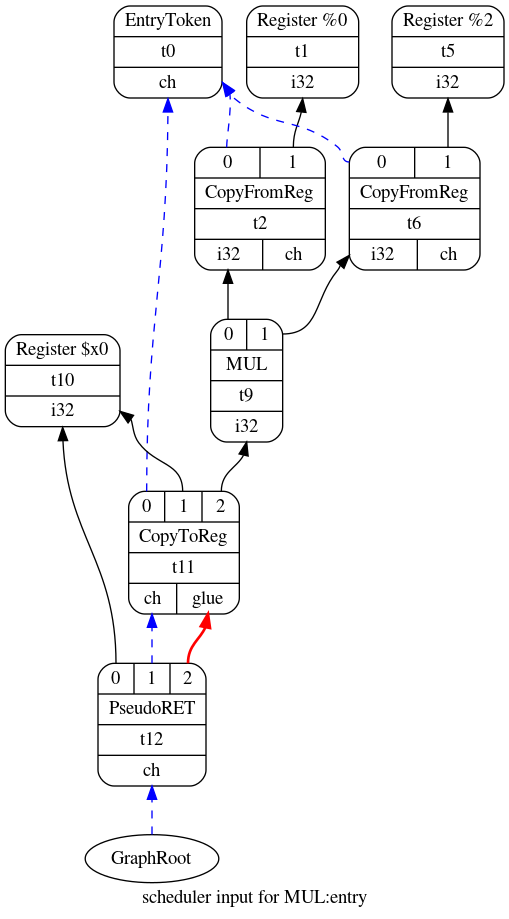 EntryToken
t0
ch
Register %0
t1
i32
Register %2
t5
i32
0 1
CopyFromReg
t2
i32 ch
0 1
CopyFromReg
t6
i32 ch
0 1
MUL
t9
i32
Register $x0
t10
i32
0 1 2
CopyToReg
t11
ch glue
0 1 2
PseudoRET
t12
ch
GraphRoot
scheduler input for MUL:entry